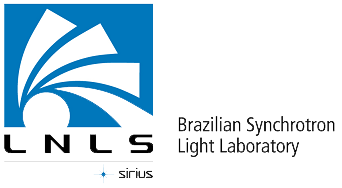 LNLS
sirius
Brazilian Synchrotron
Light Laboratory